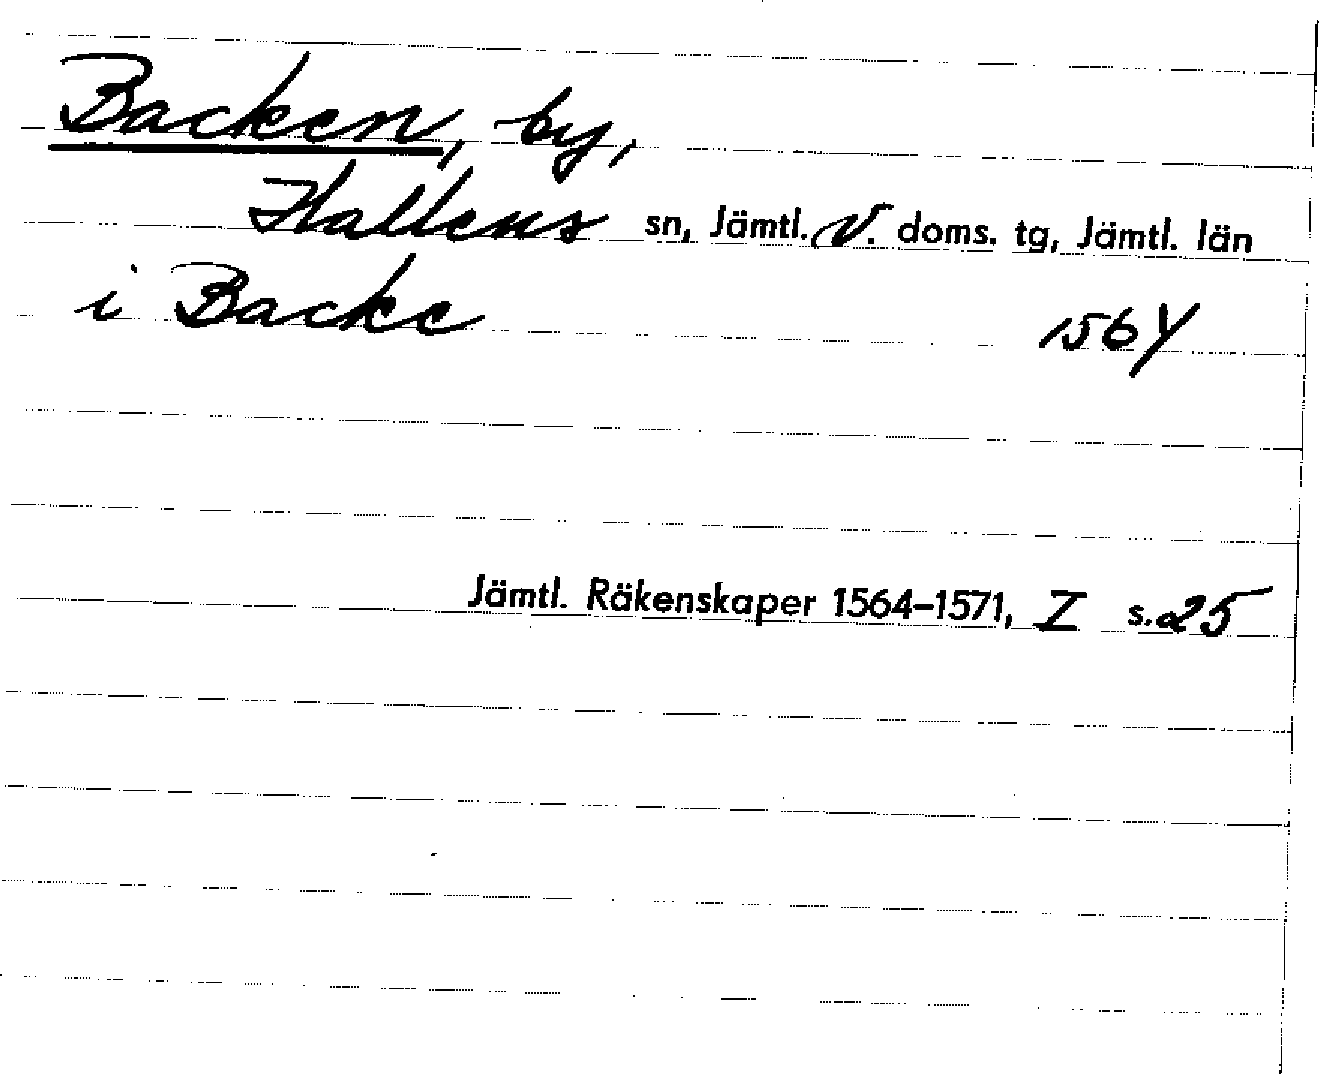 Backen, by,
Hallens sn, Jämtl. V. doms. tg, Jämtl. län
i Backe 1564
Jämtl. Räkenskaper 1564–1571, I s. 25